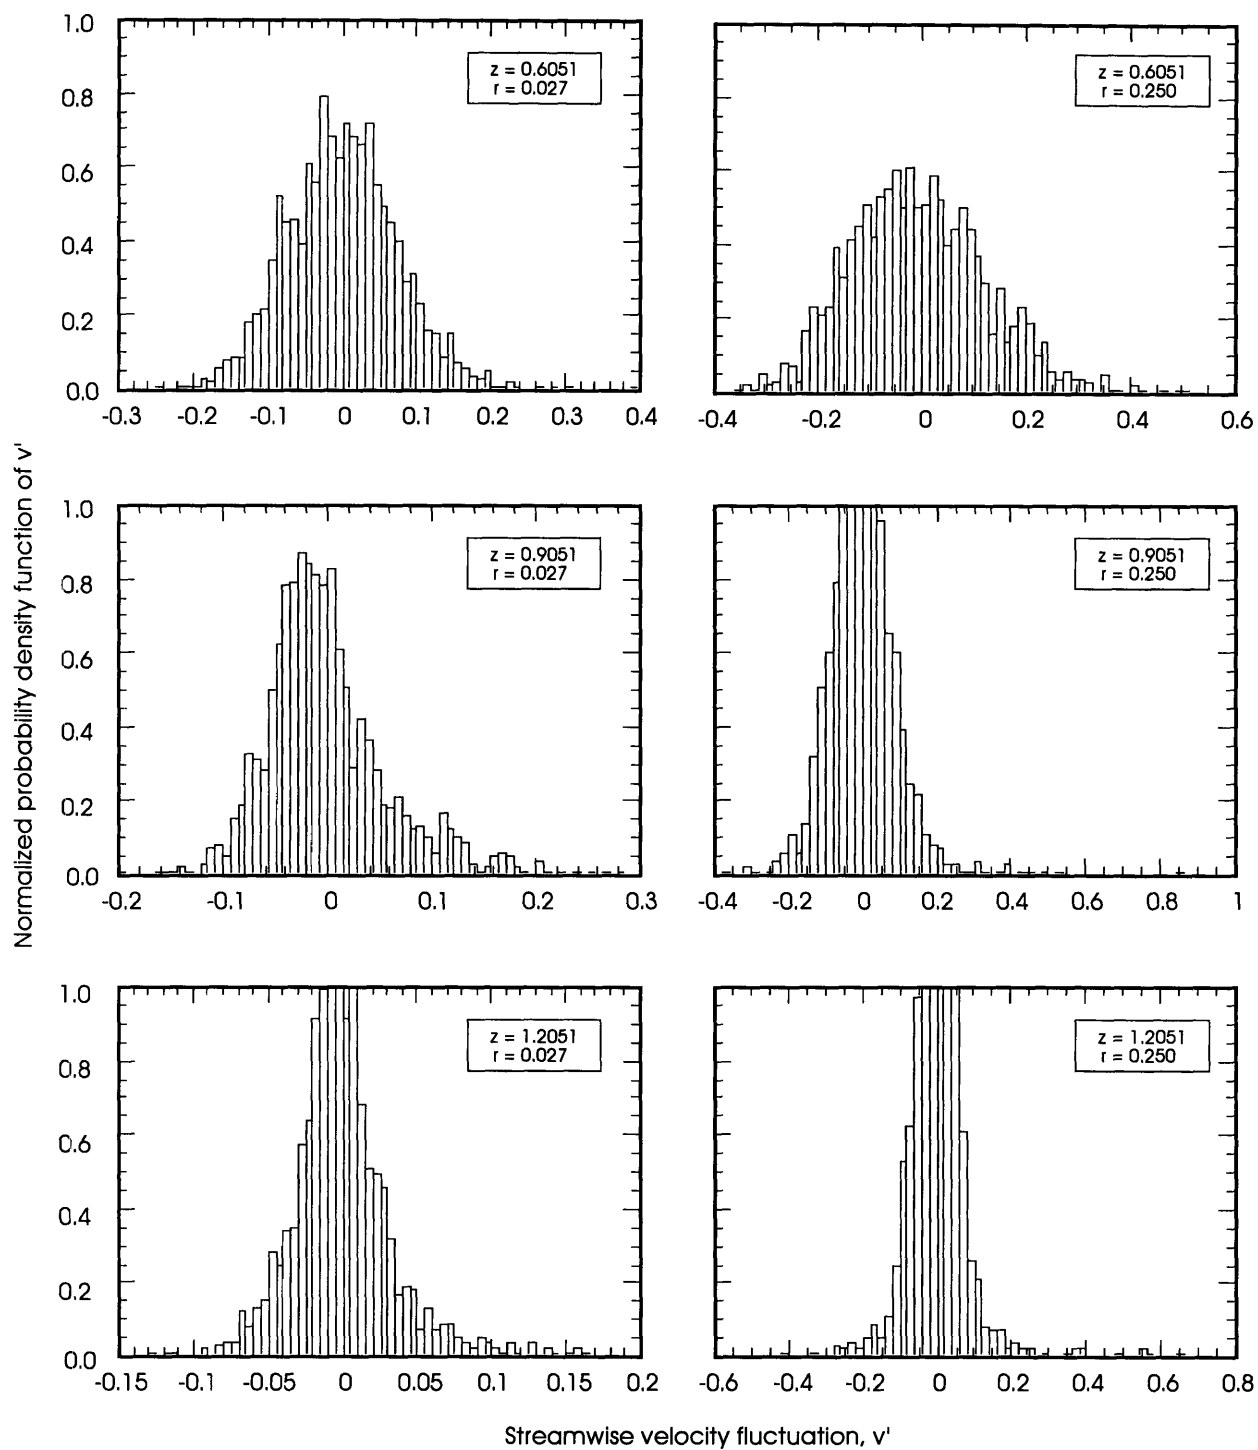 Normalized probability density function of v'
1.0
0.8
0.6
0.4
0.2
0.0
-0.3 -0.2 -0.1 0 0.1 0.2 0.3 0.4
z = 0.6051
r = 0.027
-0.4 -0.2 0 0.2 0.4 0.6
z = 0.6051
r = 0.250
1.0
0.8
0.6
0.4
0.2
0.0
-0.2 -0.1 0 0.1 0.2 0.3
z = 0.9051
r = 0.027
-0.4 -0.2 0 0.2 0.4 0.6 0.8 1
z = 0.9051
r = 0.250
1.0
0.8
0.6
0.4
0.2
0.0
-0.15 -0.1 -0.05 0 0.05 0.1 0.15 0.2
z = 1.2051
r = 0.027
-0.6 -0.4 -0.2 0 0.2 0.4 0.6 0.8
z = 1.2051
r = 0.250
Streamwise velocity fluctuation, v'